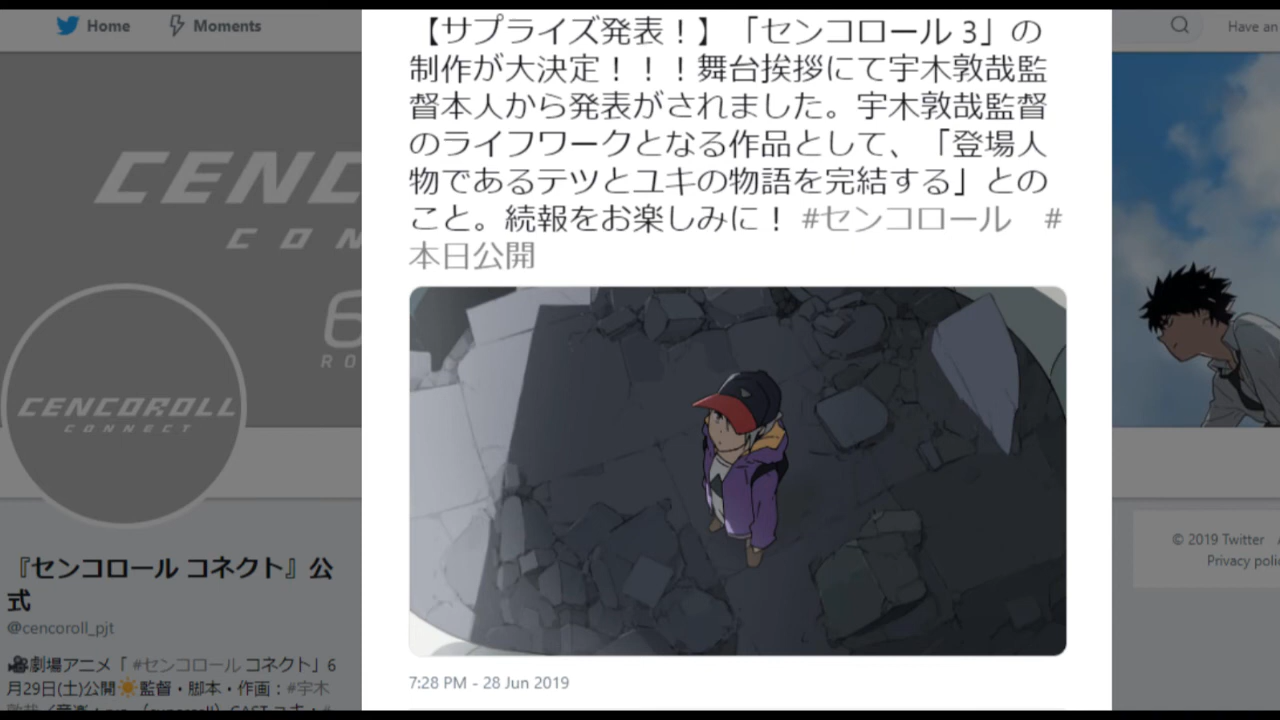 Home
Moments
Have an
【サプライズ発表！】「センコロール 3」の
制作が大決定！！！舞台挨拶にて宇木敦哉監
督本人から発表がされました。宇木敦哉監督
のライフワークとなる作品として、「登場人
物であるテツとユキの物語を完結する」との
こと。続報をお楽しみに！ #センコロール　#
本日公開
7:28 PM - 28 Jun 2019
CENC
CON
6
RO
CENCOROLL
CONNECT
『センコロール コネクト』公
式
@cencoroll_pjt
🎥劇場アニメ「 #センコロール コネクト」6
月29日(土)公開☀監督・脚本・作画：#宇木
© 2019 Twitter
Privacy polic